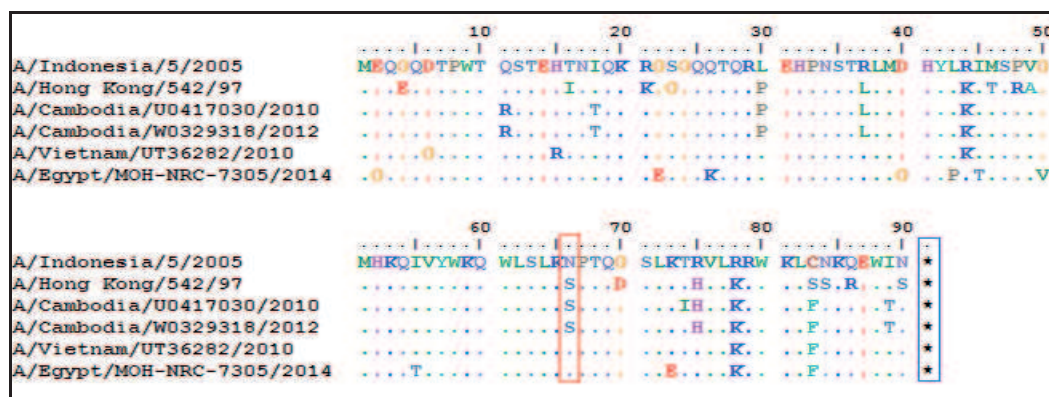 10 20 30 40 50
A/Indonesia/5/2005 MEQGQDTPWT QSTEHTNIQK RGSGQQTQRL EHPNSTRLMD HYLRIMSPVG
A/Hong Kong/542/97 ...E...... .....I.... K.G......P ......L... ...K.T.RA.
A/Cambodia/U0417030/2010 .......... R......T.. .........P ......L... ...K......
A/Cambodia/W0329318/2012 .......... R......T.. .........P ......L... ...K......
A/Vietnam/UT36282/2010 .....G.... ....R..... .......... .......... ...K......
A/Egypt/MOH-NRC-7305/2014 .G........ .......... .E...K.... .........G ..P.T....V
60 70 80 90
A/Indonesia/5/2005 MHKQIVYWKQ WLSLRNPTQG SLKTRVLRRW KLCNKQEWIN *
A/Hong Kong/542/97 .......... .....S...D ....H..K.. ..SS.R...S *
A/Cambodia/U0417030/2010 .......... .....S.... ...IH..K.. ..F.....T. *
A/Cambodia/W0329318/2012 .......... .....S.... ....H..K.. ..F.....T. *
A/Vietnam/UT36282/2010 .......... .......... .......K.. ..F....... *
A/Egypt/MOH-NRC-7305/2014 ....T..... .......... ..E....K.. ..F....... *